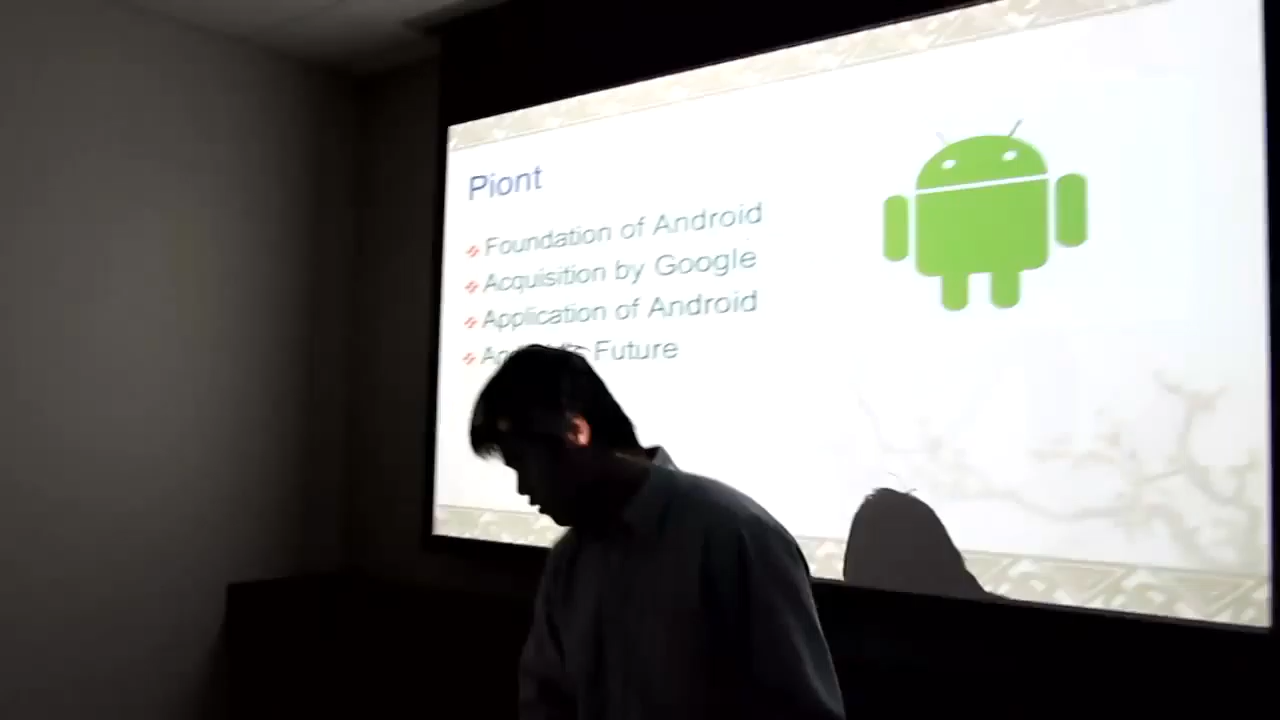 Piont
Foundation of Android
Acquisition by Google
Application of Android
Future